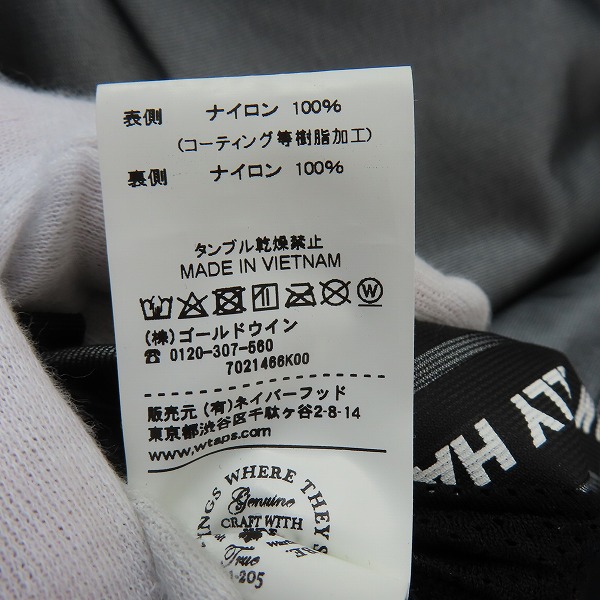 表側 ナイロン 100%
(コーティング等樹脂加工)
裏側 ナイロン 100%
タンブル乾燥禁止
MADE IN VIETNAM
W
(株)ゴールドウイン
☎ 0120-307-560
7021466K00
販売元 (有)ネイバーフッド
東京都渋谷区千駄ヶ谷2-8-14
www.wtaps.com
INGS WHERE THEY
Genuine
CRAFT WITH
True
-205
LLY HA